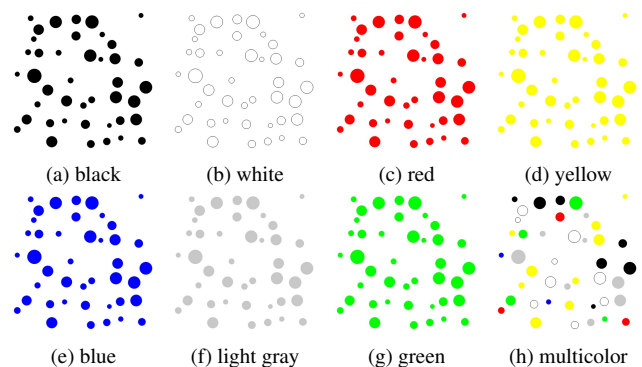 (a) black (b) white (c) red (d) yellow
(e) blue (f) light gray (g) green (h) multicolor